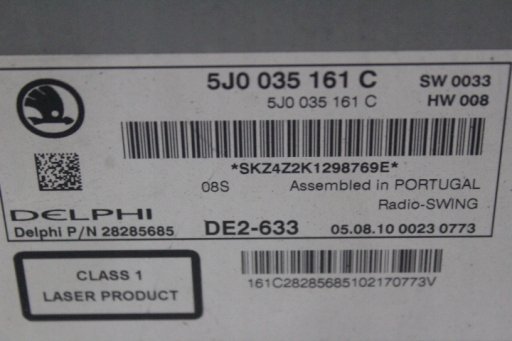 5J0 035 161 C SW 0033
5J0 035 161 C HW 008
*SKZ4Z2K1298769E*
08S Assembled in PORTUGAL
Radio-SWING
DELPHI
Delphi P/N 28285685 DE2-633 05.08.10 0023 0773
CLASS 1
LASER PRODUCT
161C28285685102170773V